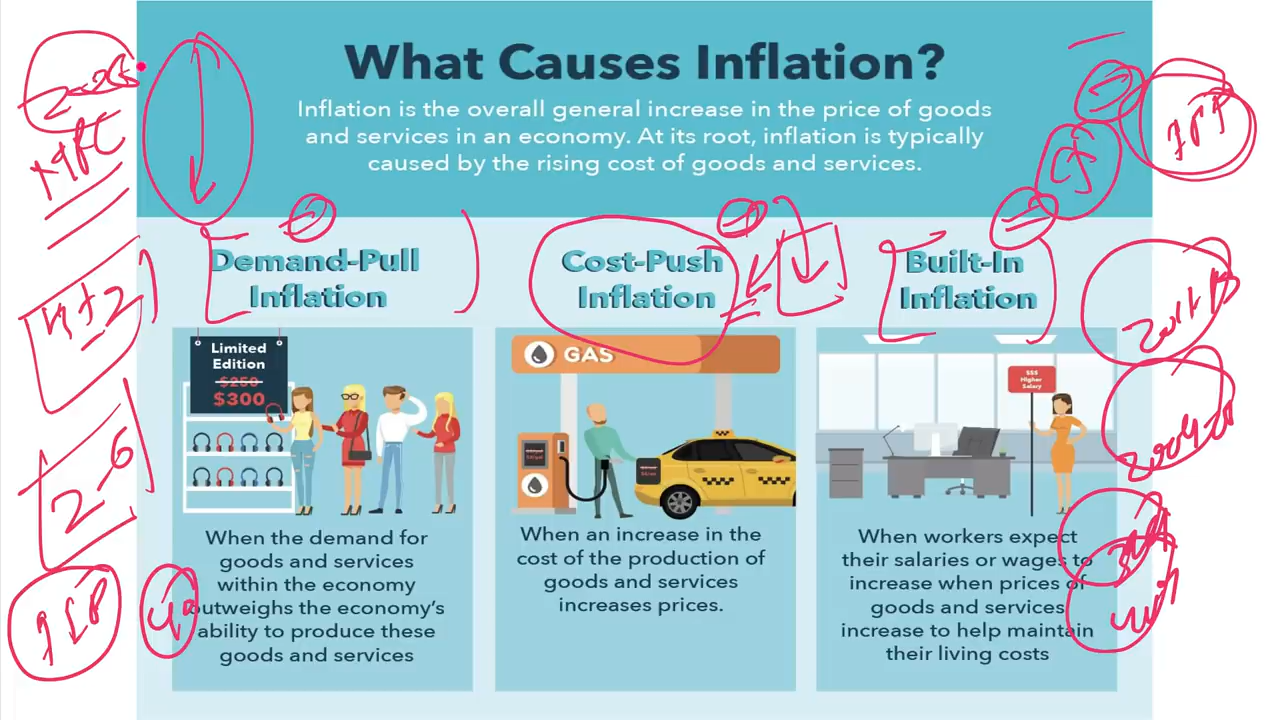 What Causes Inflation?
Inflation is the overall general increase in the price of goods
and services in an economy. At its root, inflation is typically
caused by the rising cost of goods and services.
MPC
4±2
2-6
Demand-Pull
Inflation
Limited
Edition
$250
$300
When the demand for
goods and services
within the economy
outweighs the economy's
ability to produce these
goods and services
Cost-Push
Inflation
GAS
When an increase in the
cost of the production of
goods and services
increases prices.
Built-In
Inflation
$$$
Higher
Salary
When workers expect
their salaries or wages to
increase when prices of
goods and services
increase to help maintain
their living costs